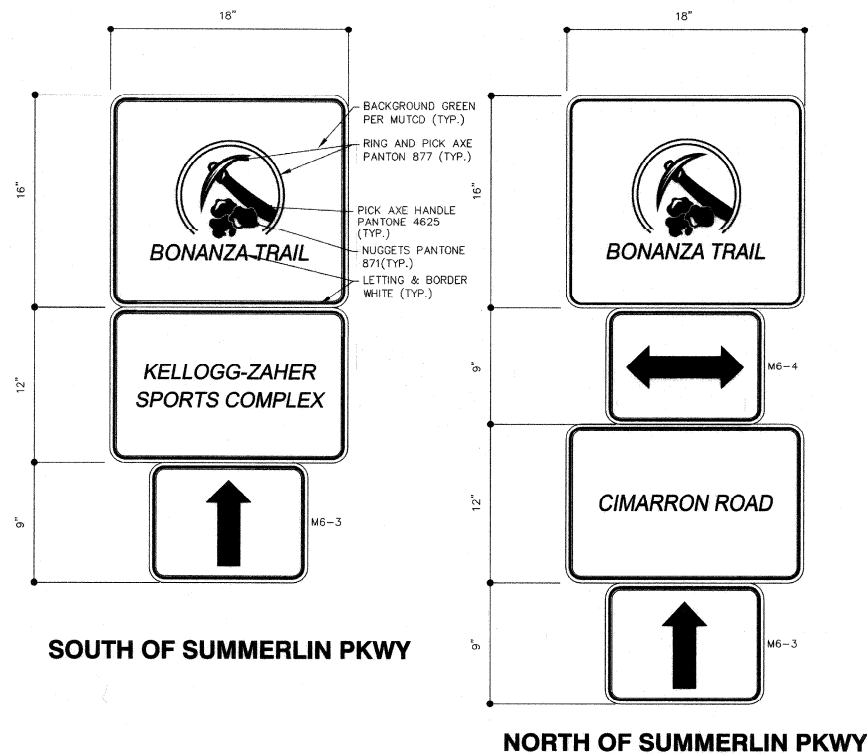 18"
16"
BACKGROUND GREEN
PER MUTCD (TYP.)
RING AND PICK AXE
PANTON 877 (TYP.)
PICK AXE HANDLE
PANTONE 4625
(TYP.)
NUGGETS PANTONE
871(TYP.)
LETTING & BORDER
WHITE (TYP.)
BONANZA TRAIL
12"
KELLOGG-ZAHER
SPORTS COMPLEX
9"
M6-3
SOUTH OF SUMMERLIN PKWY
18"
16"
BONANZA TRAIL
9"
M6-4
12"
CIMARRON ROAD
9"
M6-3
NORTH OF SUMMERLIN PKWY